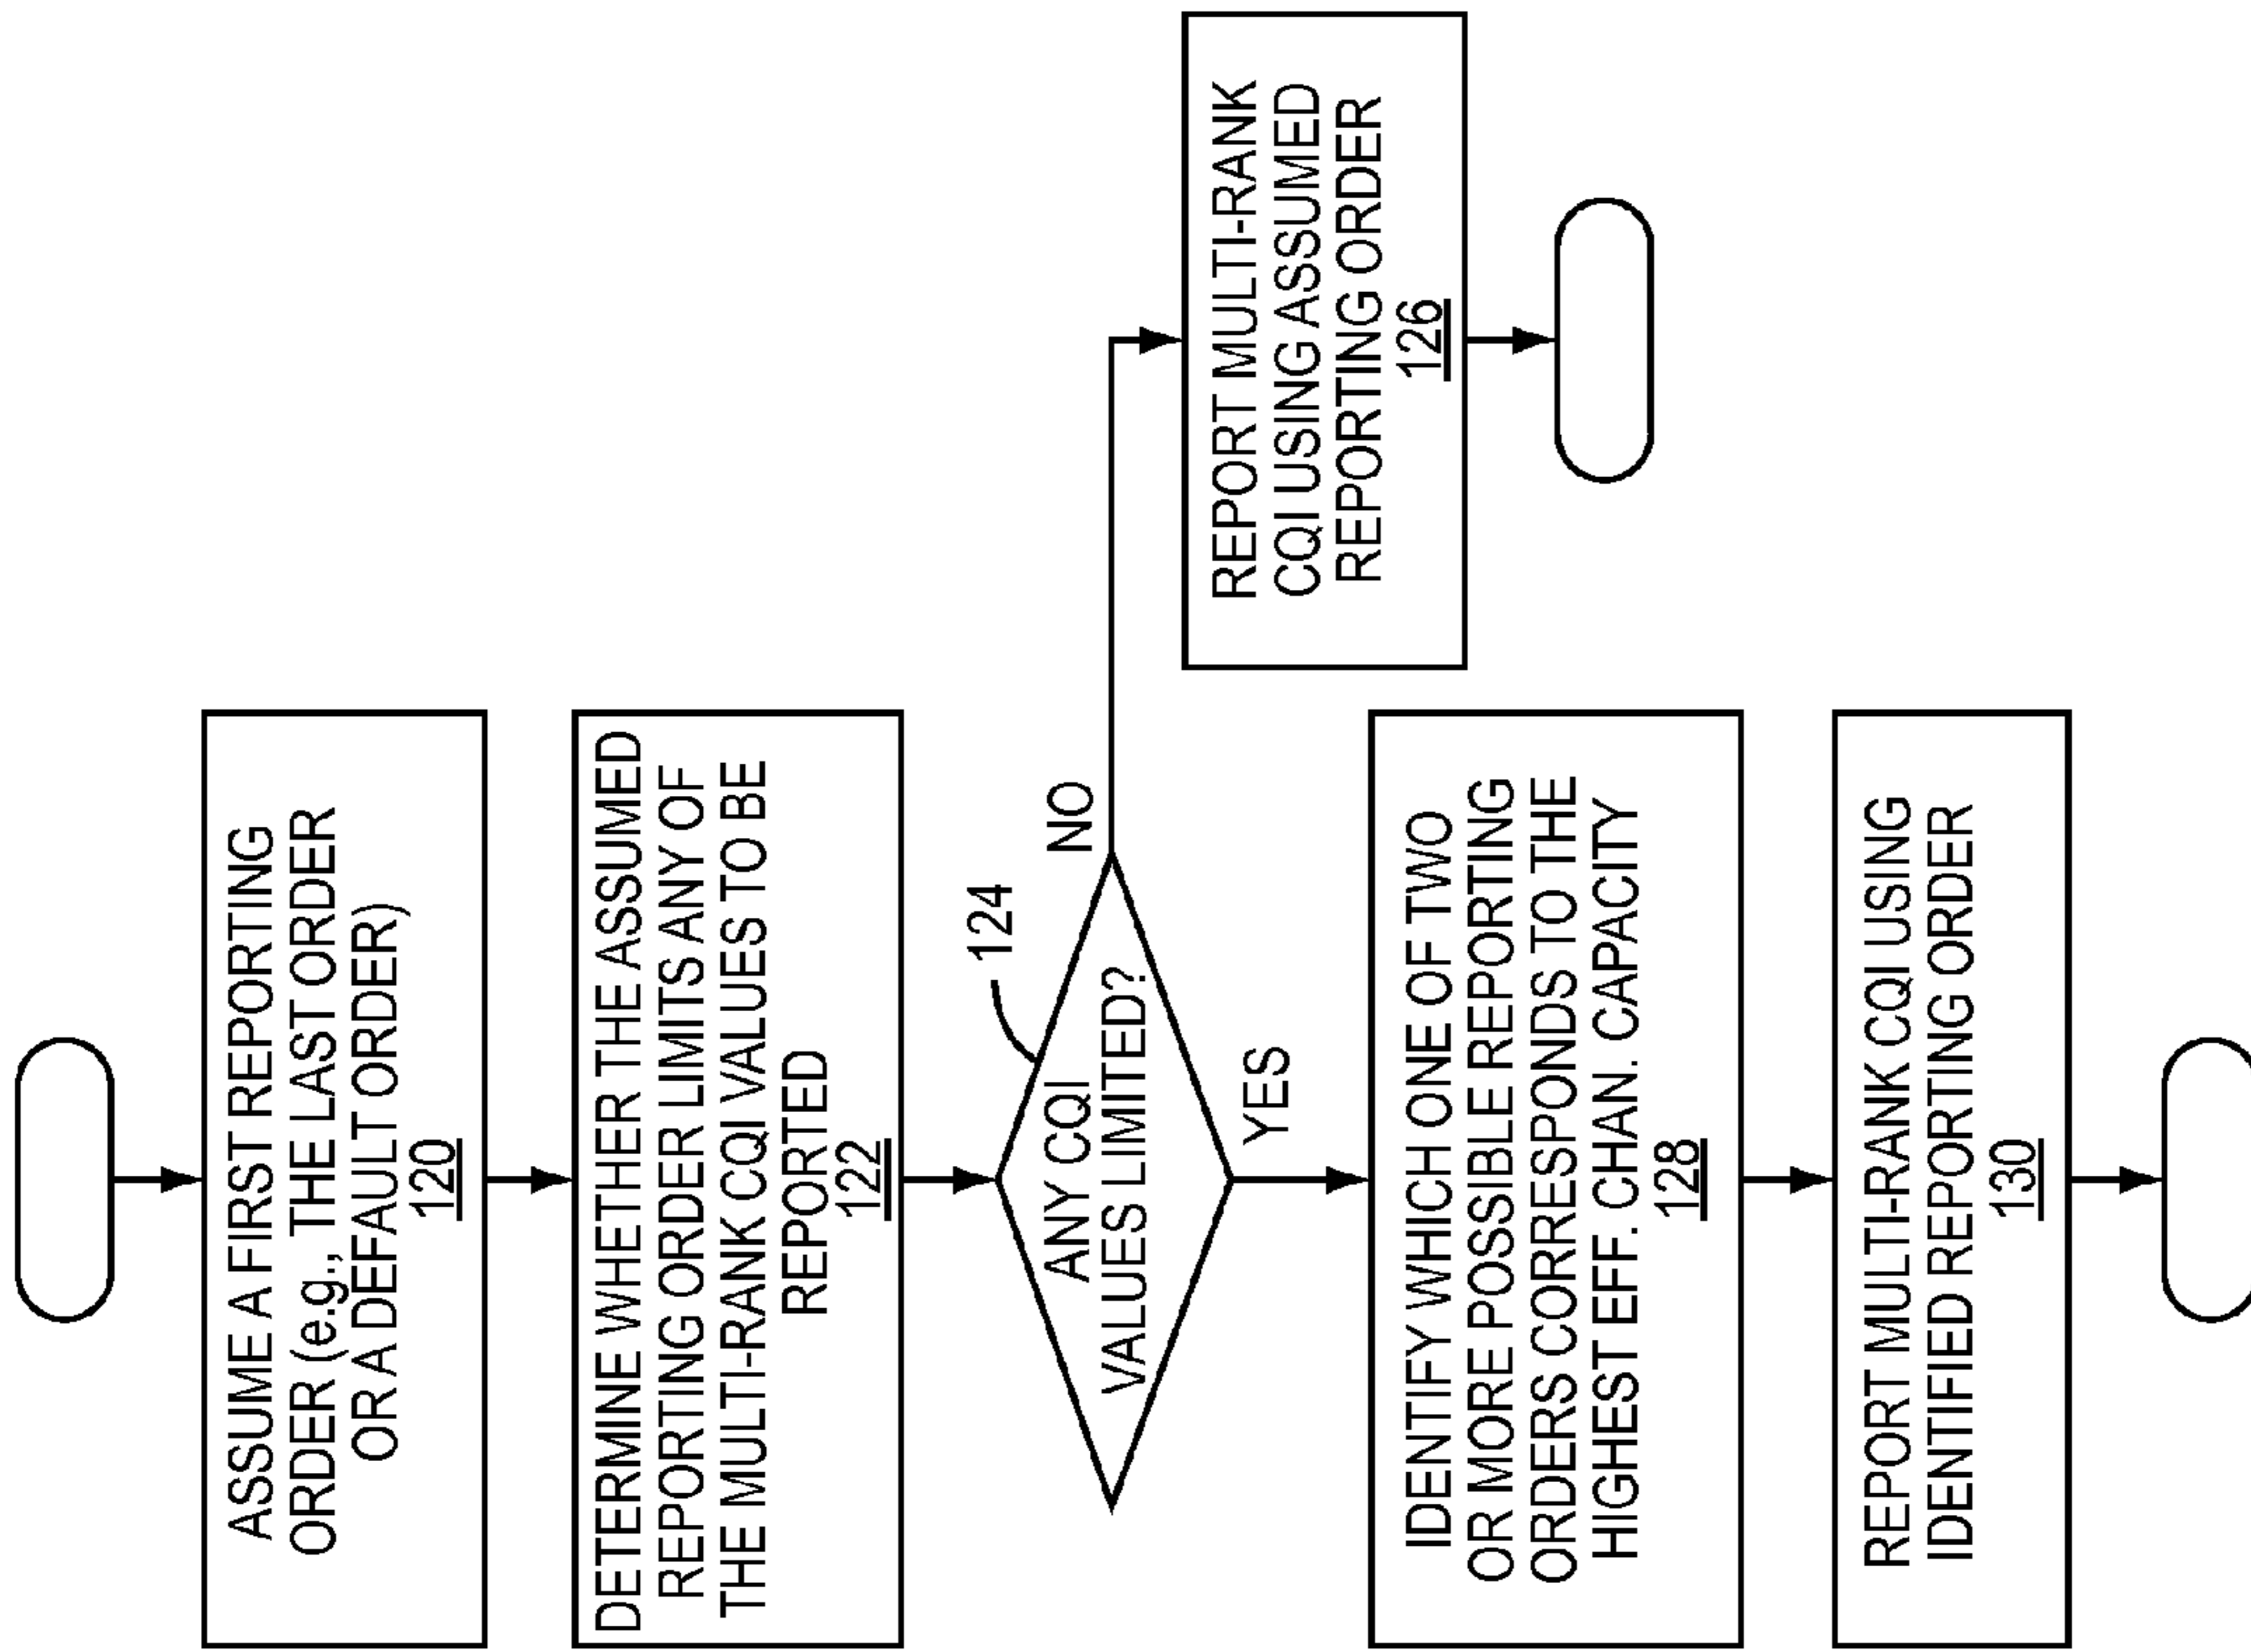 ASSUME A FIRST REPORTING
ORDER (e.g., THE LAST ORDER
OR A DEFAULT ORDER)
120
DETERMINE WHETHER THE ASSUMED
REPORTING ORDER LIMITS ANY OF
THE MULTI-RANK CQI VALUES TO BE
REPORTED
122
124
ANY CQI
VALUES LIMITED?
NO
YES
REPORT MULTI-RANK
CQI USING ASSUMED
REPORTING ORDER
126
IDENTIFY WHICH ONE OF TWO
OR MORE POSSIBLE REPORTING
ORDERS CORRESPONDS TO THE
HIGHEST EFF. CHAN. CAPACITY
128
REPORT MULTI-RANK CQI USING
IDENTIFIED REPORTING ORDER
130